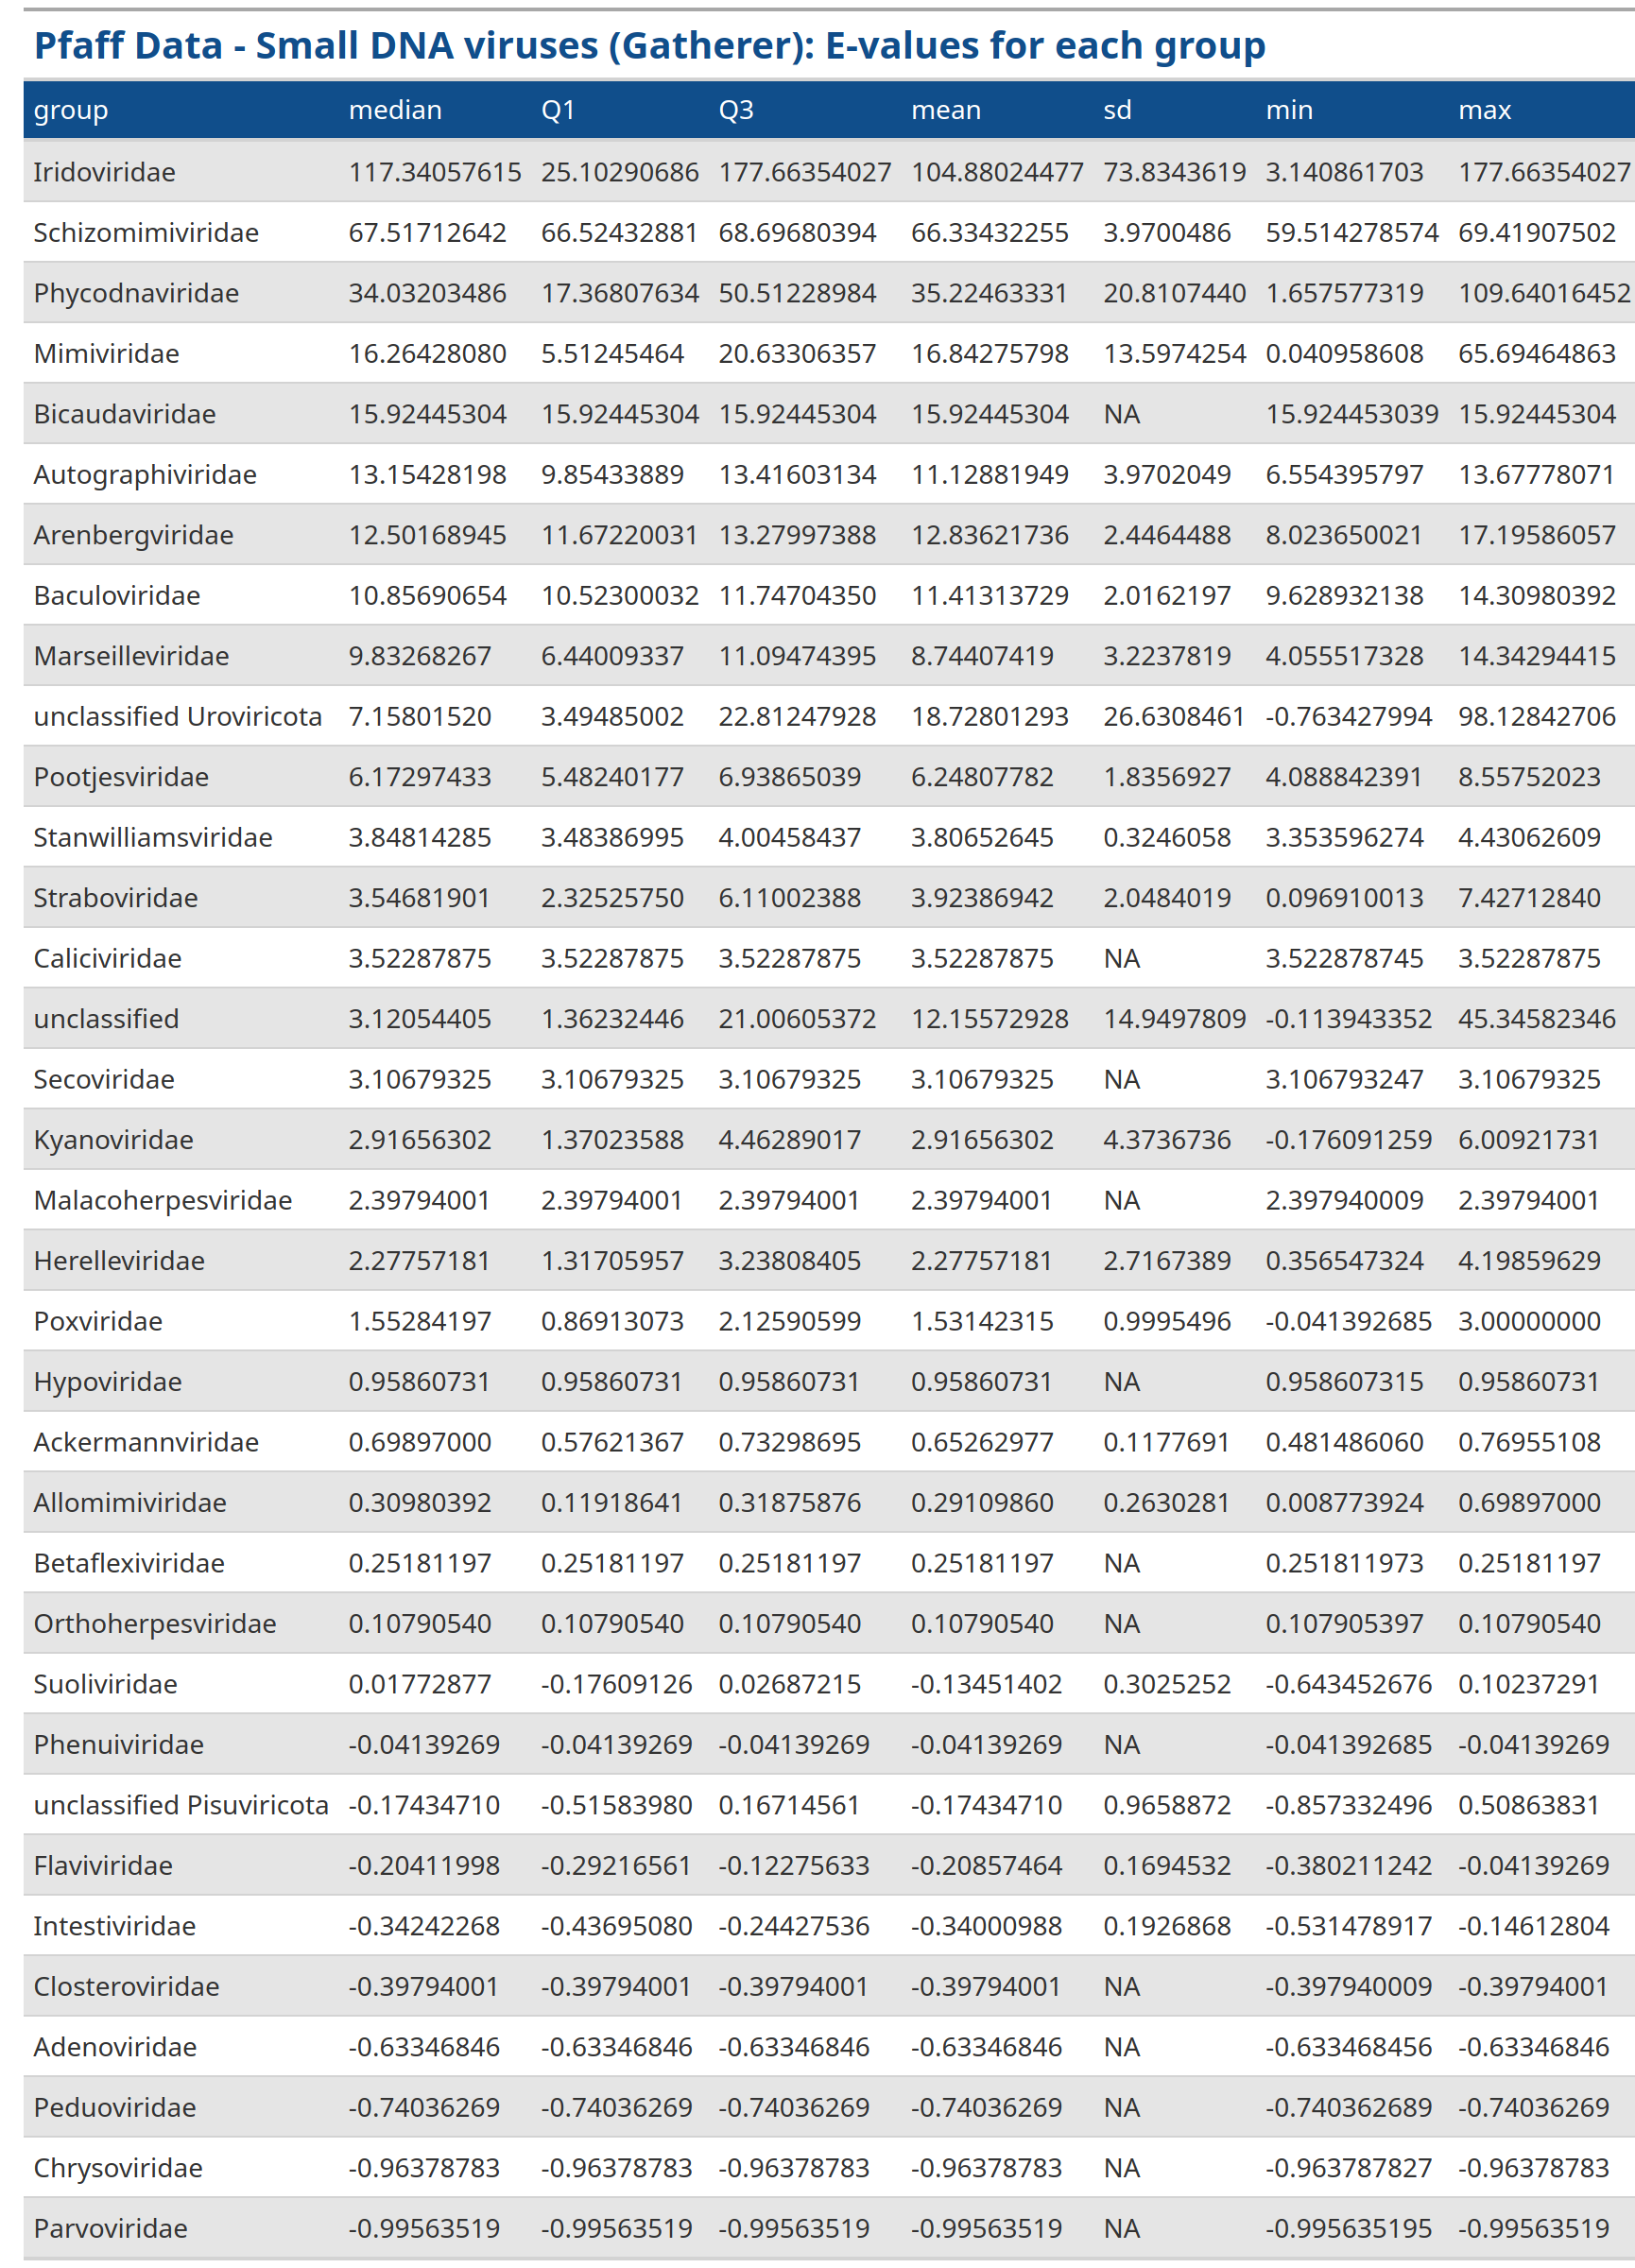 Pfaff Data - Small DNA viruses (Gatherer): E-values for each group
group median Q1 Q3 mean sd min max
Iridoviridae 117.34057615 25.10290686 177.66354027 104.88024477 73.8343619 3.140861703 177.66354027
Schizomimiviridae 67.51712642 66.52432881 68.69680394 66.33432255 3.9700486 59.514278574 69.41907502
Phycodnaviridae 34.03203486 17.36807634 50.51228984 35.22463331 20.8107440 1.657577319 109.64016452
Mimiviridae 16.26428080 5.51245464 20.63306357 16.84275798 13.5974254 0.040958608 65.69464863
Bicaudaviridae 15.92445304 15.92445304 15.92445304 15.92445304 NA 15.924453039 15.92445304
Autographiviridae 13.15428198 9.85433889 13.41603134 11.12881949 3.9702049 6.554395797 13.67778071
Arenbergviridae 12.50168945 11.67220031 13.27997388 12.83621736 2.4464488 8.023650021 17.19586057
Baculoviridae 10.85690654 10.52300032 11.74704350 11.41313729 2.0162197 9.628932138 14.30980392
Marseilleviridae 9.83268267 6.44009337 11.09474395 8.74407419 3.2237819 4.055517328 14.34294415
unclassified Uroviricota 7.15801520 3.49485002 22.81247928 18.72801293 26.6308461 -0.763427994 98.12842706
Pootjesviridae 6.17297433 5.48240177 6.93865039 6.24807782 1.8356927 4.088842391 8.55752023
Stanwilliamsviridae 3.84814285 3.48386995 4.00458437 3.80652645 0.3246058 3.353596274 4.43062609
Straboviridae 3.54681901 2.32525750 6.11002388 3.92386942 2.0484019 0.096910013 7.42712840
Caliciviridae 3.52287875 3.52287875 3.52287875 3.52287875 NA 3.522878745 3.52287875
unclassified 3.12054405 1.36232446 21.00605372 12.15572928 14.9497809 -0.113943352 45.34582346
Secoviridae 3.10679325 3.10679325 3.10679325 3.10679325 NA 3.106793247 3.10679325
Kyanoviridae 2.91656302 1.37023588 4.46289017 2.91656302 4.3736736 -0.176091259 6.00921731
Malacoherpesviridae 2.39794001 2.39794001 2.39794001 2.39794001 NA 2.397940009 2.39794001
Herelleviridae 2.27757181 1.31705957 3.23808405 2.27757181 2.7167389 0.356547324 4.19859629
Poxviridae 1.55284197 0.86913073 2.12590599 1.53142315 0.9995496 -0.041392685 3.00000000
Hypoviridae 0.95860731 0.95860731 0.95860731 0.95860731 NA 0.958607315 0.95860731
Ackermannviridae 0.69897000 0.57621367 0.73298695 0.65262977 0.1177691 0.481486060 0.76955108
Allomimiviridae 0.30980392 0.11918641 0.31875876 0.29109860 0.2630281 0.008773924 0.69897000
Betaflexiviridae 0.25181197 0.25181197 0.25181197 0.25181197 NA 0.251811973 0.25181197
Orthoherpesviridae 0.10790540 0.10790540 0.10790540 0.10790540 NA 0.107905397 0.10790540
Suoliviridae 0.01772877 -0.17609126 0.02687215 -0.13451402 0.3025252 -0.643452676 0.10237291
Phenuiviridae -0.04139269 -0.04139269 -0.04139269 -0.04139269 NA -0.041392685 -0.04139269
unclassified Pisuviricota -0.17434710 -0.51583980 0.16714561 -0.17434710 0.9658872 -0.857332496 0.50863831
Flaviviridae -0.20411998 -0.29216561 -0.12275633 -0.20857464 0.1694532 -0.380211242 -0.04139269
Intestiviridae -0.34242268 -0.43695080 -0.24427536 -0.34000988 0.1926868 -0.531478917 -0.14612804
Closteroviridae -0.39794001 -0.39794001 -0.39794001 -0.39794001 NA -0.397940009 -0.39794001
Adenoviridae -0.63346846 -0.63346846 -0.63346846 -0.63346846 NA -0.633468456 -0.63346846
Peduoviridae -0.74036269 -0.74036269 -0.74036269 -0.74036269 NA -0.740362689 -0.74036269
Chrysoviridae -0.96378783 -0.96378783 -0.96378783 -0.96378783 NA -0.963787827 -0.96378783
Parvoviridae -0.99563519 -0.99563519 -0.99563519 -0.99563519 NA -0.995635195 -0.99563519